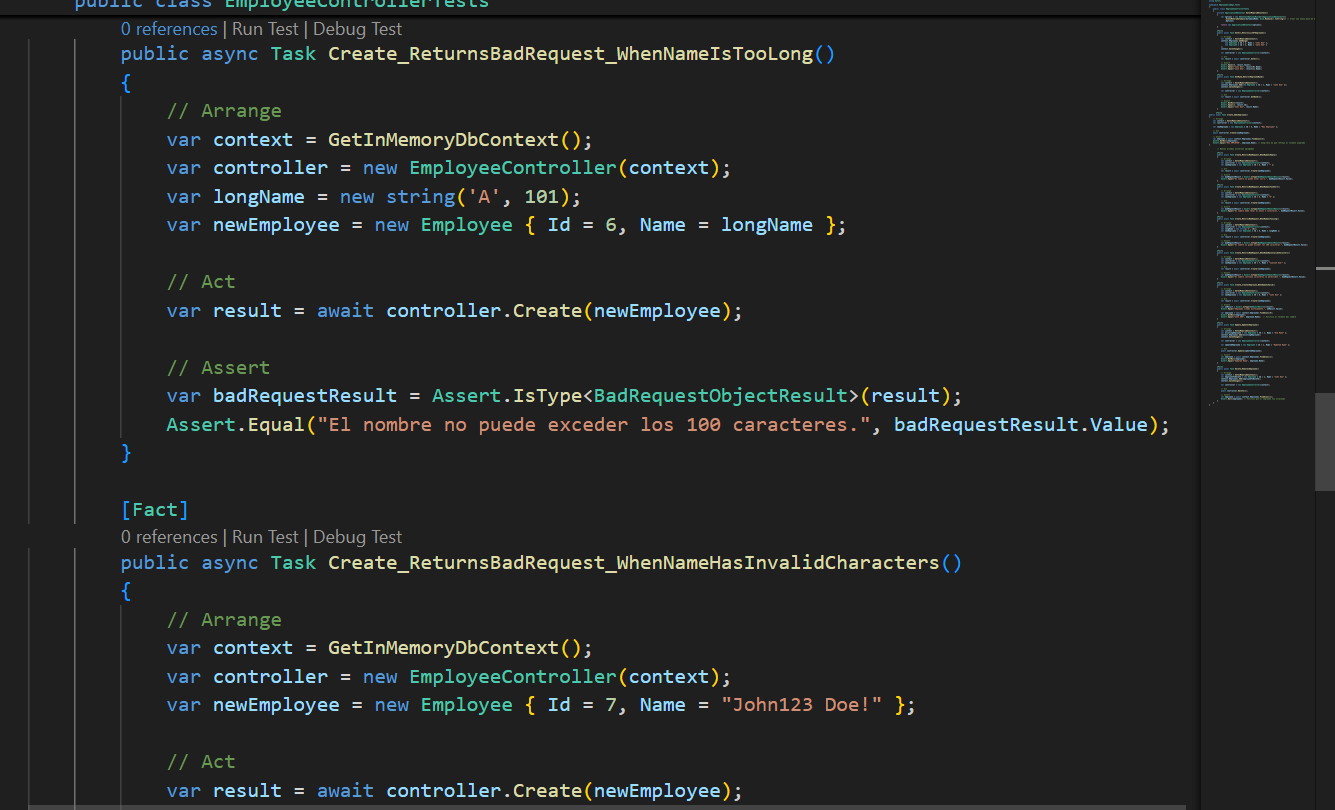 public class EmployeeControllerTests
0 references | Run Test | Debug Test
public async Task Create_ReturnsBadRequest_WhenNameIsTooLong()
{
// Arrange
var context = GetInMemoryDbContext();
var controller = new EmployeeController(context);
var longName = new string('A', 101);
var newEmployee = new Employee { Id = 6, Name = longName };
// Act
var result = await controller.Create(newEmployee);
// Assert
var badRequestResult = Assert.IsType<BadRequestObjectResult>(result);
Assert.Equal("El nombre no puede exceder los 100 caracteres.", badRequestResult.Value);
}
[Fact]
0 references | Run Test | Debug Test
public async Task Create_ReturnsBadRequest_WhenNameHasInvalidCharacters()
{
// Arrange
var context = GetInMemoryDbContext();
var controller = new EmployeeController(context);
var newEmployee = new Employee { Id = 7, Name = "John123 Doe!" };
// Act
var result = await controller.Create(newEmployee);